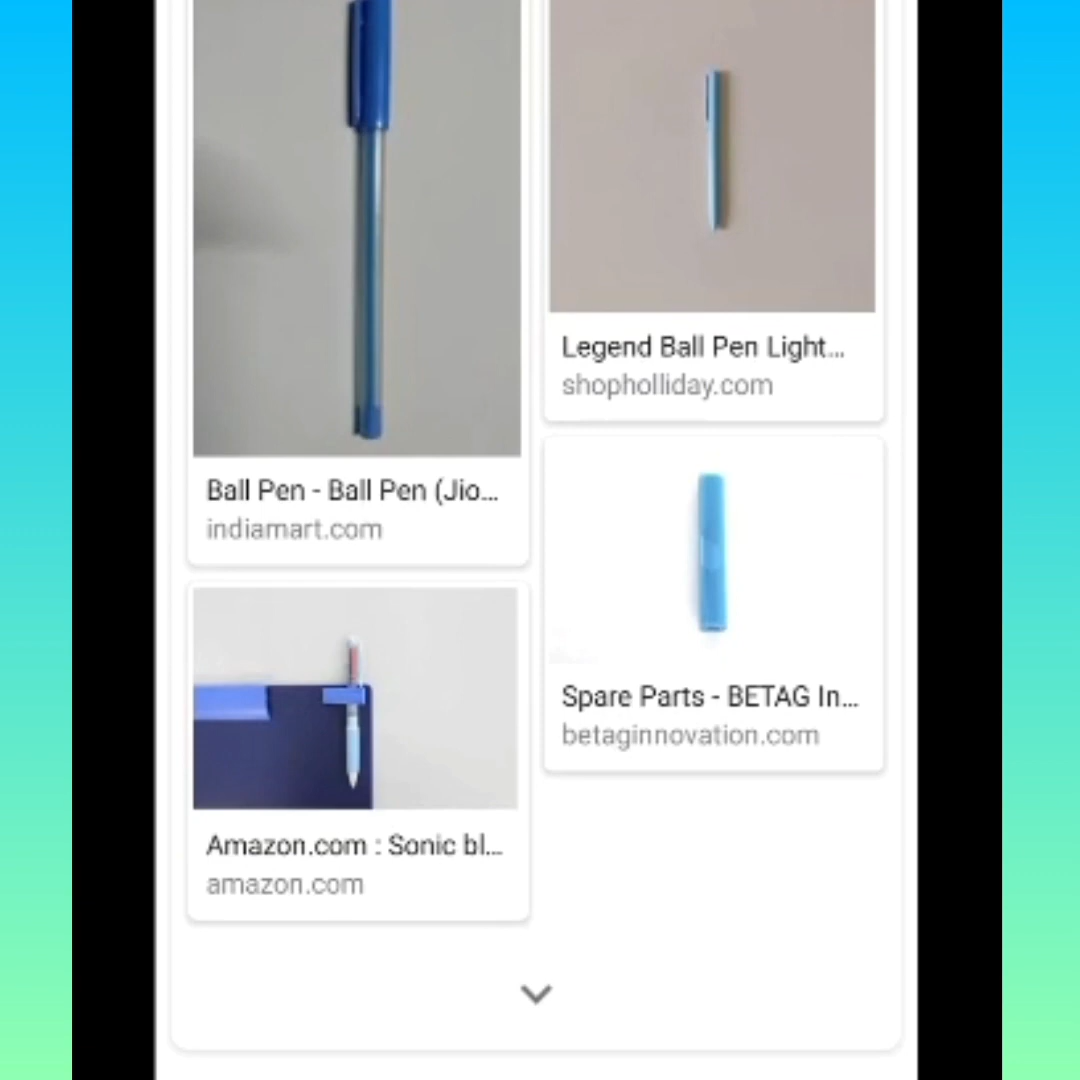 Legend Ball Pen Light...
shopholliday.com
Ball Pen - Ball Pen (Jio...
indiamart.com
Spare Parts - BETAG In...
betaginnovation.com
Amazon.com : Sonic bl...
amazon.com